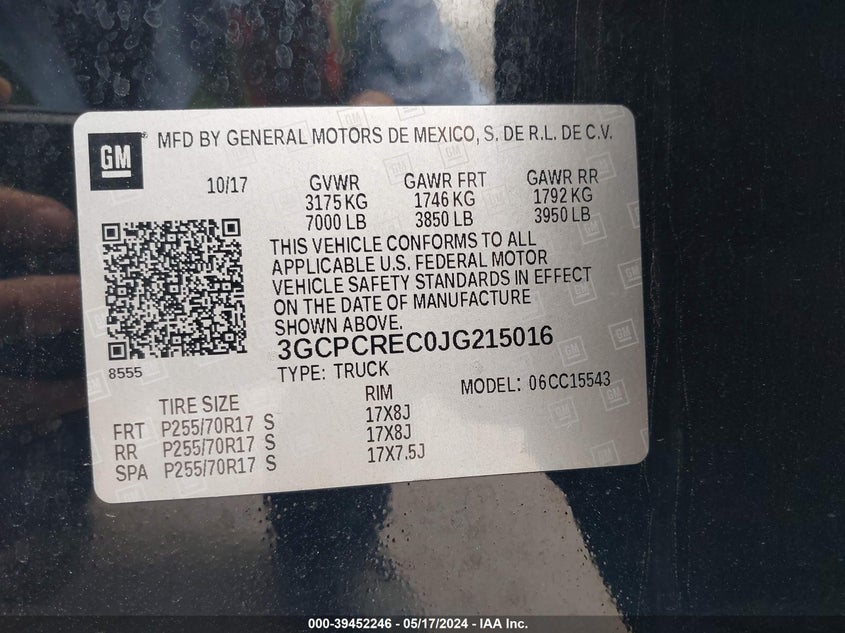 GM
MFD BY GENERAL MOTORS DE MEXICO, S. DE R.L. DE C.V.
10/17
GVWR GAWR FRT GAWR RR
3175 KG 1746 KG 1792 KG
7000 LB 3850 LB 3950 LB
THIS VEHICLE CONFORMS TO ALL
APPLICABLE U.S. FEDERAL MOTOR
VEHICLE SAFETY STANDARDS IN EFFECT
ON THE DATE OF MANUFACTURE
SHOWN ABOVE.
8555
3GCPCREC0JG215016
TYPE: TRUCK MODEL: 06CC15543
TIRE SIZE RIM
FRT P255/70R17 S 17X8J
RR P255/70R17 S 17X8J
SPA P255/70R17 S 17X7.5J
000-39452246 - 05/17/2024 - IAA Inc.